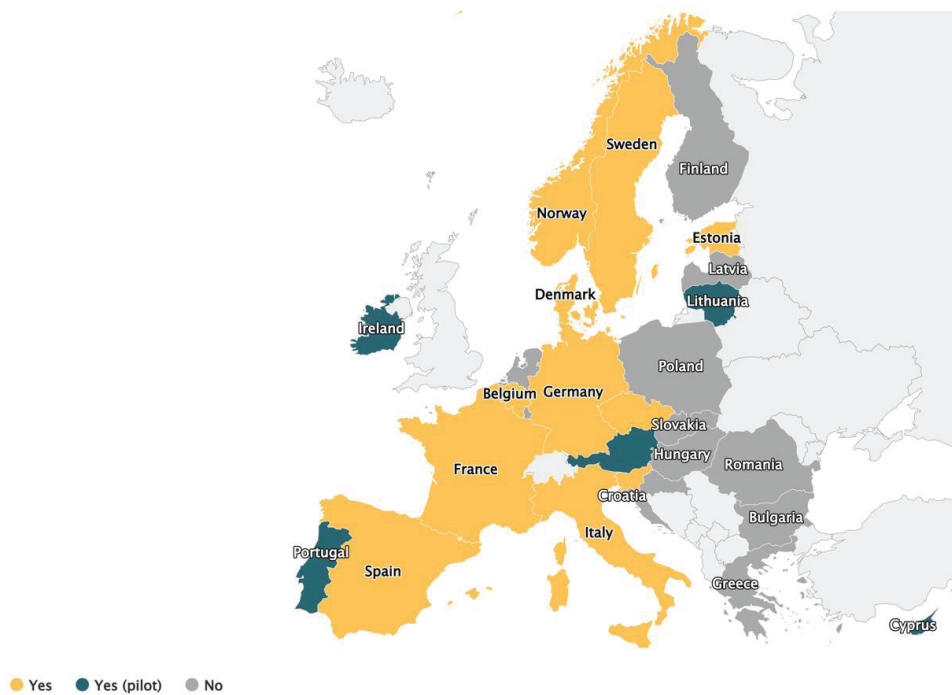 Sweden
Finland
Norway
Estonia
Latvia
Denmark
Lithuania
Ireland
Poland
Belgium
Germany
Slovakia
Hungary
France
Romania
Croatia
Bulgaria
Italy
Portugal
Spain
Greece
Cyprus
Yes Yes (pilot) No